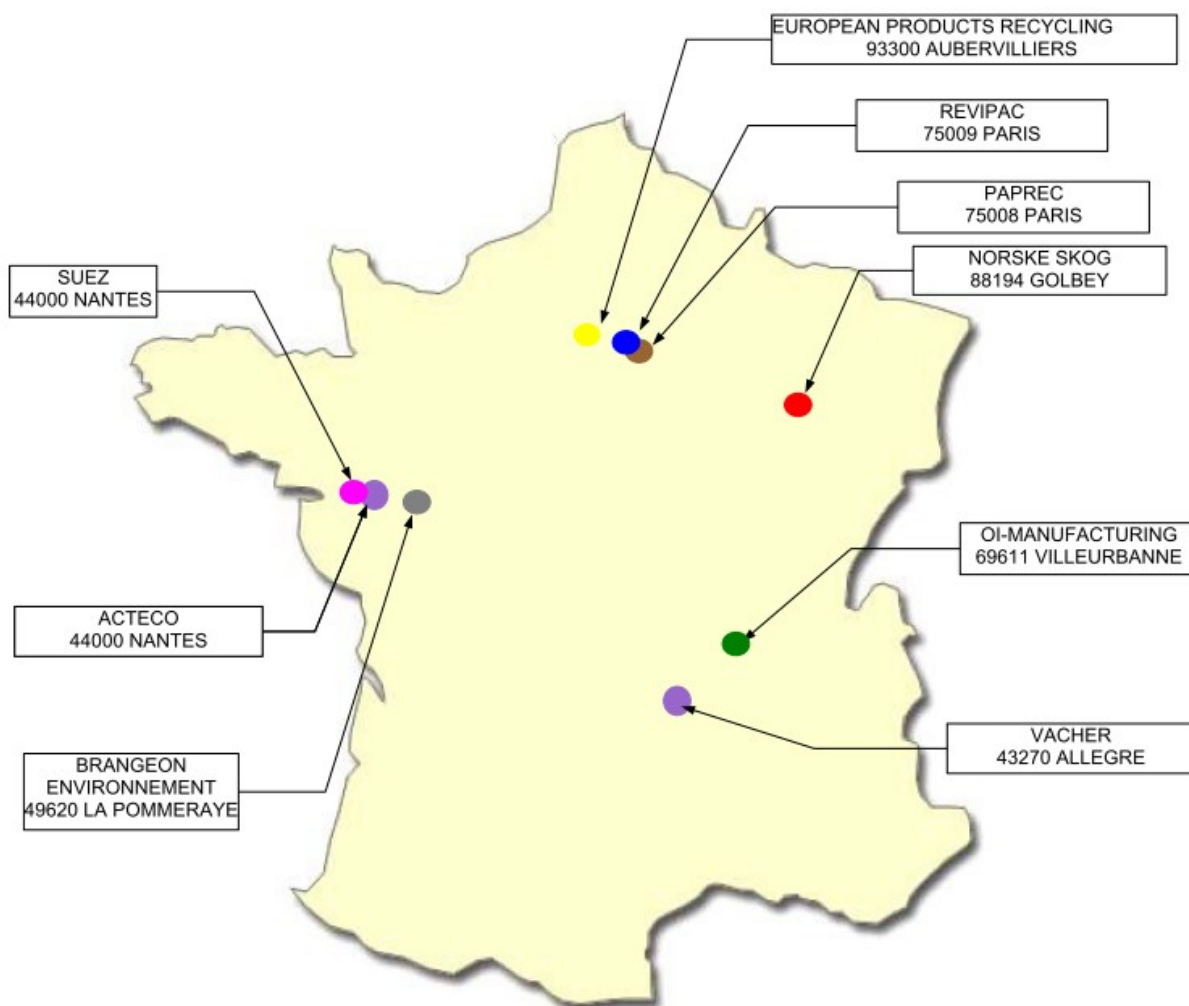 EUROPEAN PRODUCTS RECYCLING
93300 AUBERVILLIERS
REVIPAC
75009 PARIS
PAPREC
75008 PARIS
NORSKE SKOG
88194 GOLBEY
SUEZ
44000 NANTES
OI-MANUFACTURING
69611 VILLEURBANNE
ACTECO
44000 NANTES
VACHER
43270 ALLEGRE
BRANGEON
ENVIRONNEMENT
49620 LA POMMERAYE